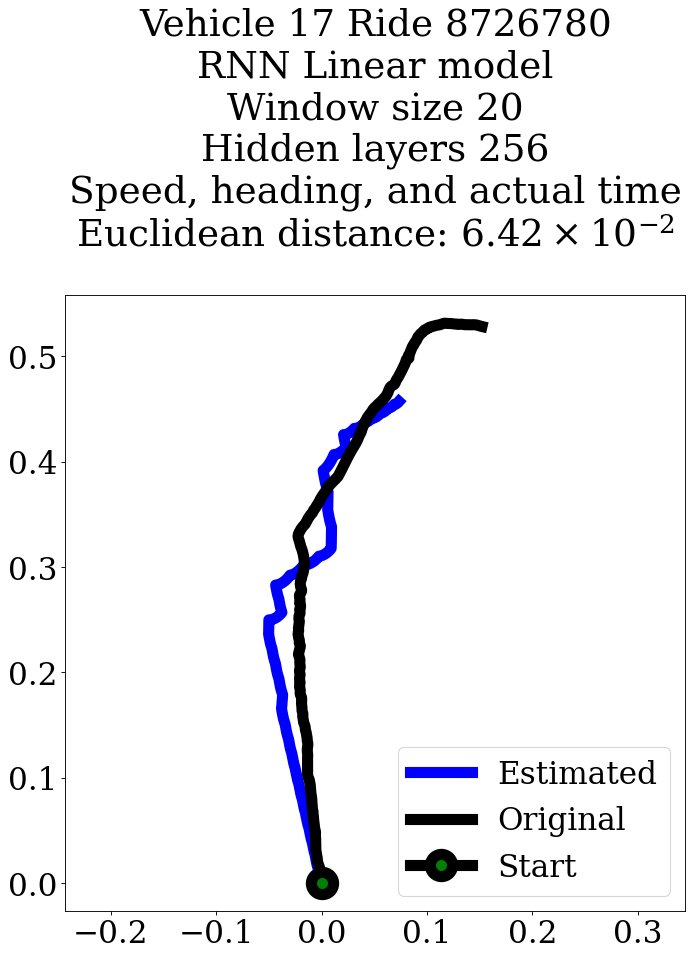 Vehicle 17 Ride 8726780
RNN Linear model
Window size 20
Hidden layers 256
Speed, heading, and actual time
Euclidean distance: 6.42 × 10⁻²
0.5
0.4
0.3
0.2
0.1
0.0
Estimated
Original
Start
−0.2
−0.1
0.0
0.1
0.2
0.3